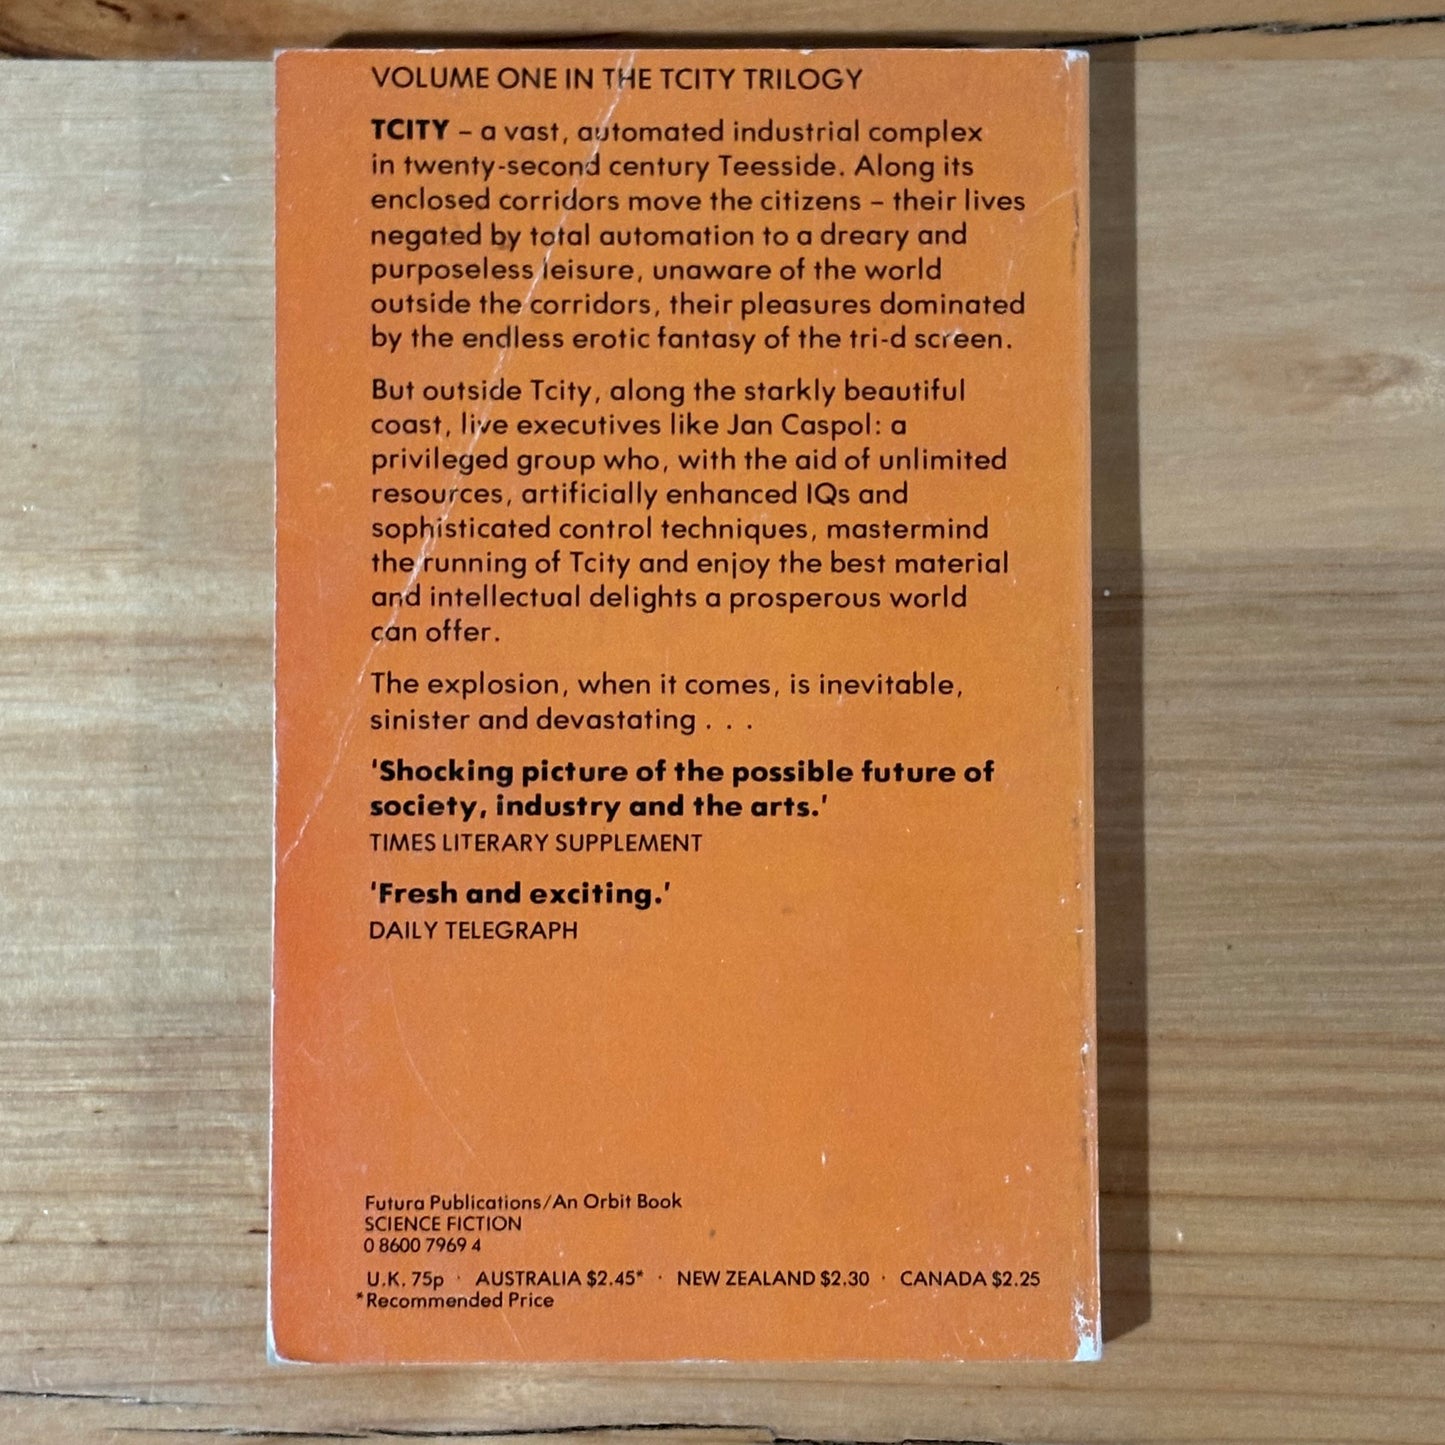 VOLUME ONE IN THE TCITY TRILOGY
TCITY – a vast, automated industrial complex
in twenty-second century Teesside. Along its
enclosed corridors move the citizens – their lives
negated by total automation to a dreary and
purposeless leisure, unaware of the world
outside the corridors, their pleasures dominated
by the endless erotic fantasy of the tri-d screen.
But outside Tcity, along the starkly beautiful
coast, live executives like Jan Caspol: a
privileged group who, with the aid of unlimited
resources, artificially enhanced IQs and
sophisticated control techniques, mastermind
the running of Tcity and enjoy the best material
and intellectual delights a prosperous world
can offer.
The explosion, when it comes, is inevitable,
sinister and devastating . . .
'Shocking picture of the possible future of
society, industry and the arts.'
TIMES LITERARY SUPPLEMENT
'Fresh and exciting.'
DAILY TELEGRAPH
Futura Publications/An Orbit Book
SCIENCE FICTION
0 8600 7969 4
U.K. 75p · AUSTRALIA $2.45* · NEW ZEALAND $2.30 · CANADA $2.25
*Recommended Price